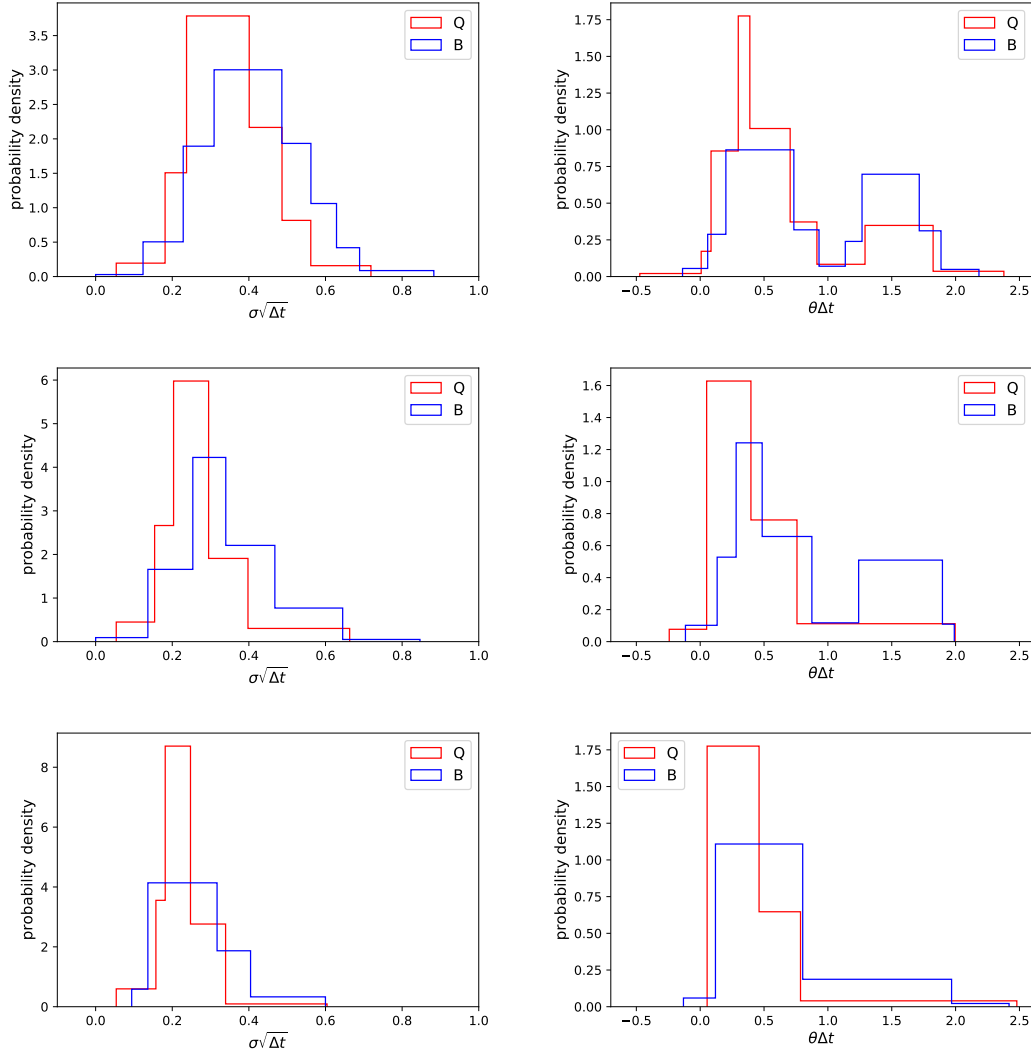 probability density
3.5
3.0
2.5
2.0
1.5
1.0
0.5
0.0
0.0 0.2 0.4 0.6 0.8 1.0
σ√Δt
Q
B
probability density
1.75
1.50
1.25
1.00
0.75
0.50
0.25
0.00
−0.5 0.0 0.5 1.0 1.5 2.0 2.5
θΔt
Q
B
probability density
6
5
4
3
2
1
0
0.0 0.2 0.4 0.6 0.8 1.0
σ√Δt
Q
B
probability density
1.6
1.4
1.2
1.0
0.8
0.6
0.4
0.2
0.0
−0.5 0.0 0.5 1.0 1.5 2.0 2.5
θΔt
Q
B
probability density
8
6
4
2
0
0.0 0.2 0.4 0.6 0.8 1.0
σ√Δt
Q
B
probability density
1.75
1.50
1.25
1.00
0.75
0.50
0.25
0.00
−0.5 0.0 0.5 1.0 1.5 2.0 2.5
θΔt
Q
B